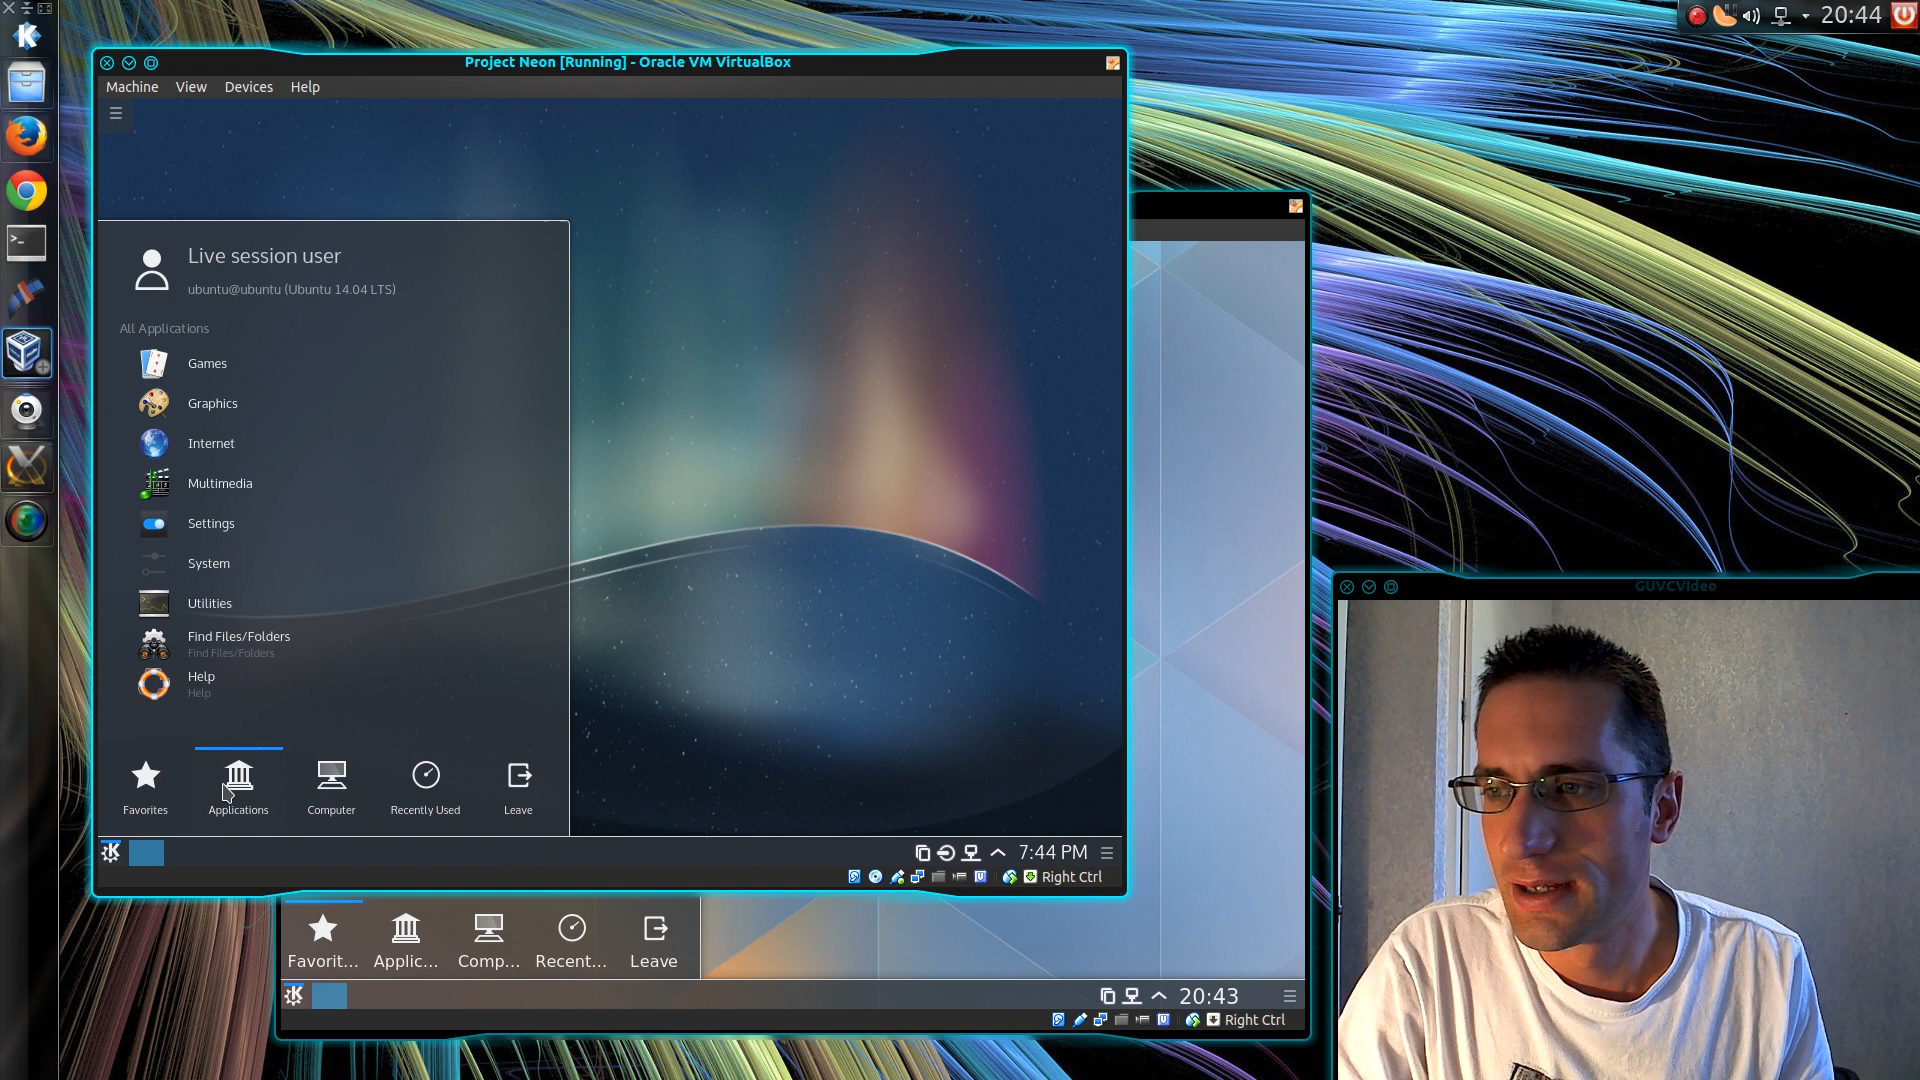 20:44
Project Neon [Running] - Oracle VM VirtualBox
Machine View Devices Help
Live session user
ubuntu@ubuntu (Ubuntu 14.04 LTS)
All Applications
Games
Graphics
Internet
Multimedia
Settings
System
Utilities
Find Files/Folders
Find Files/Folders
Help
Help
Favorites Applications Computer Recently Used Leave
7:44 PM
Right Ctrl
GUVCVideo
Favorit... Applic... Comp... Recent... Leave
20:43
Right Ctrl